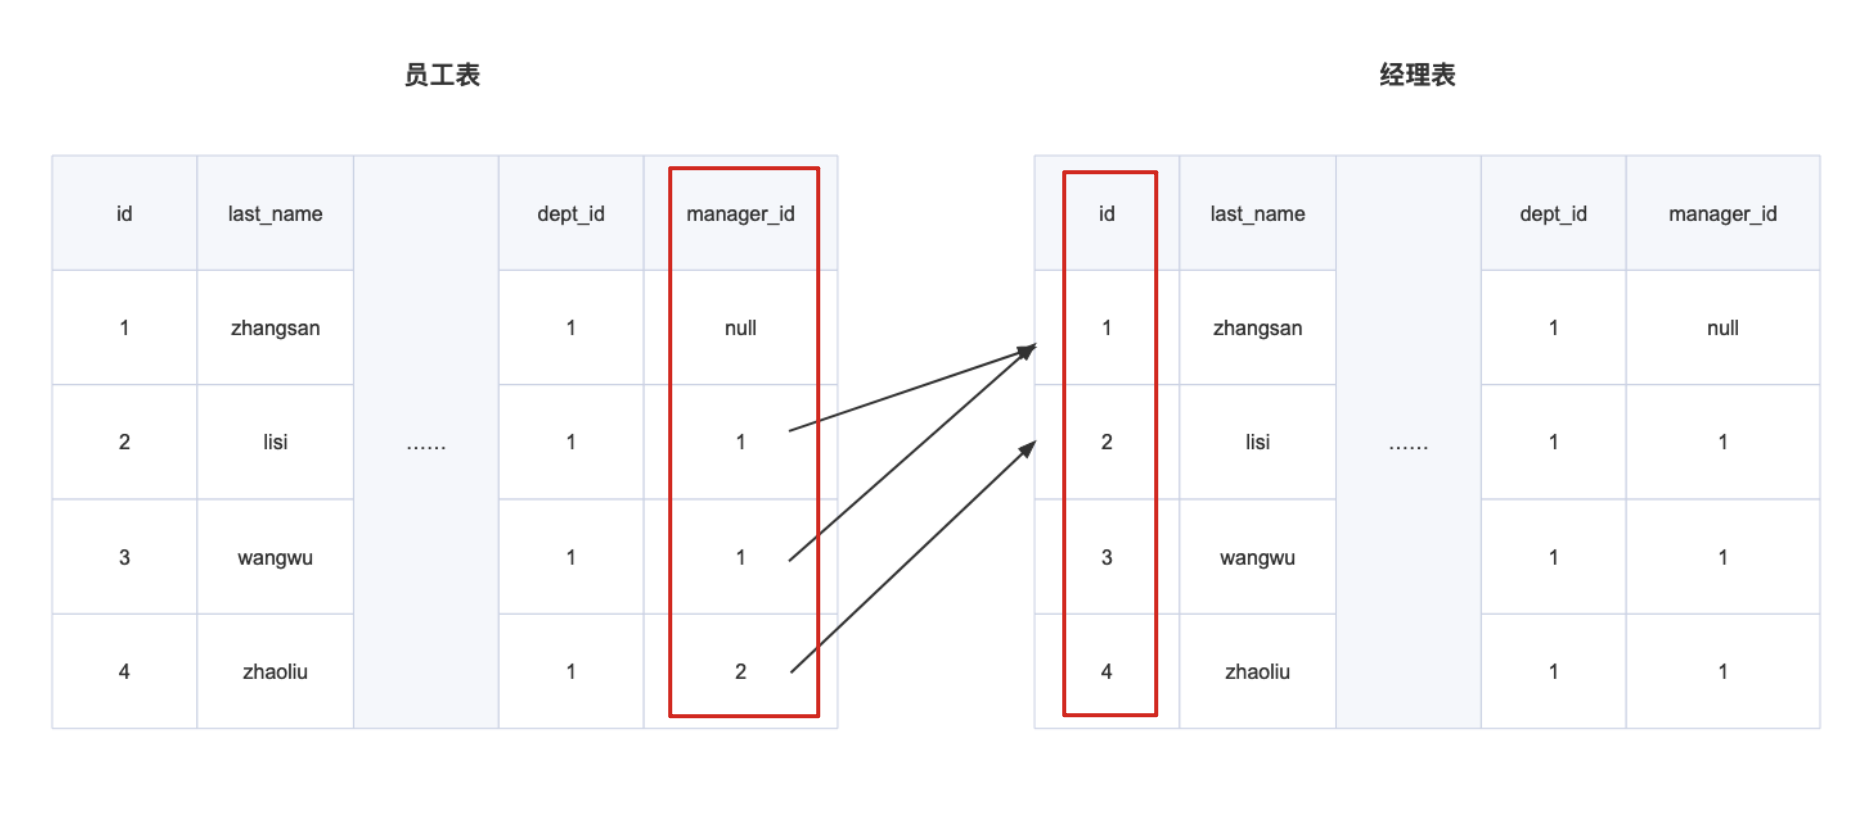 员工表
经理表
id last_name dept_id manager_id
1 zhangsan 1 null
2 lisi …… 1 1
3 wangwu 1 1
4 zhaoliu 1 2
id last_name dept_id manager_id
1 zhangsan 1 null
2 lisi …… 1 1
3 wangwu 1 1
4 zhaoliu 1 1